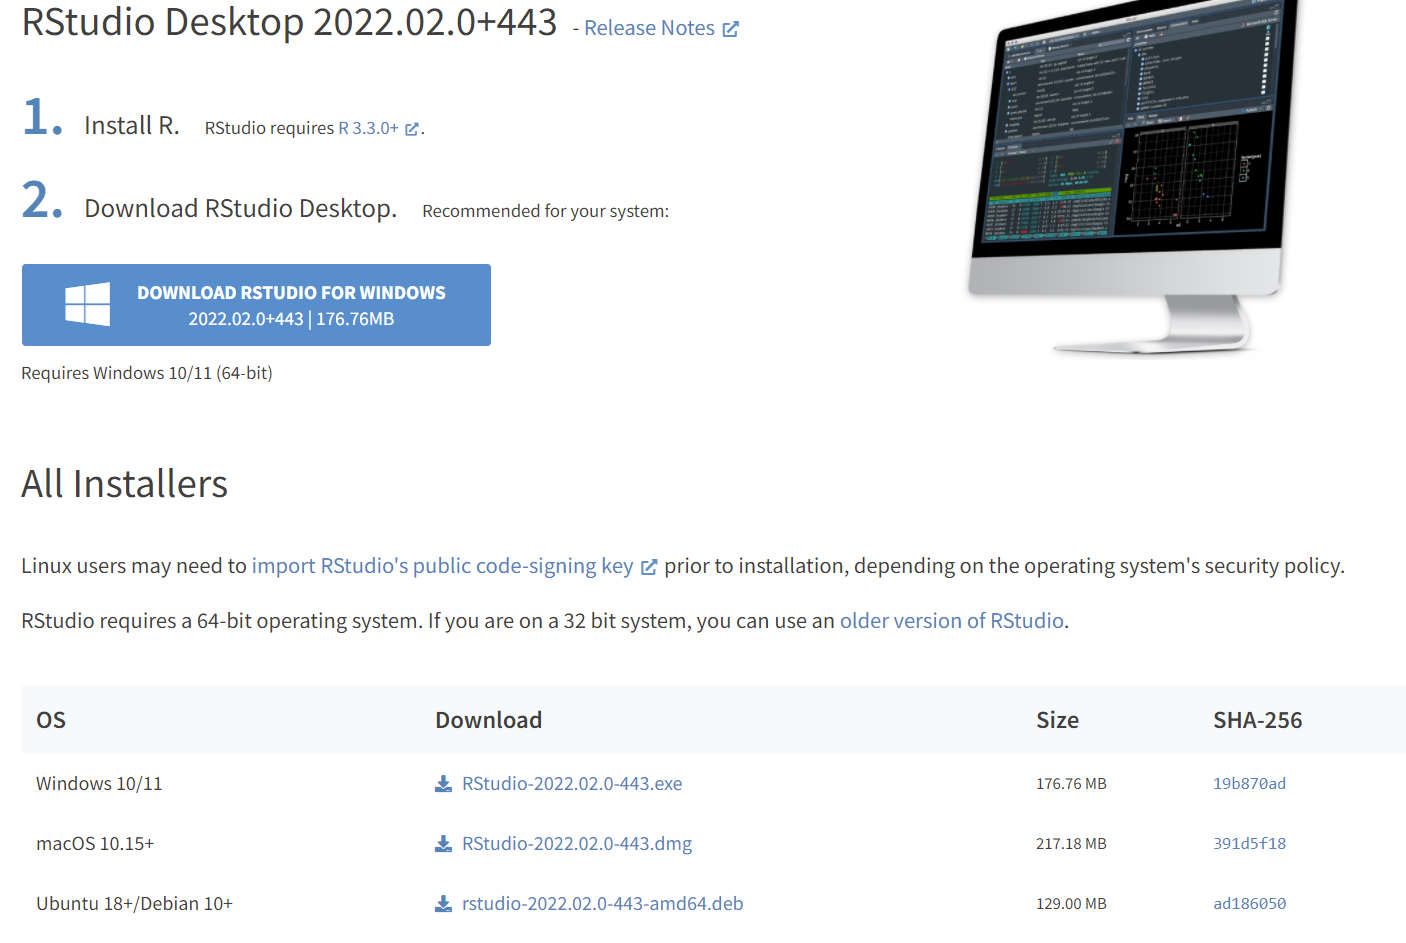 RStudio Desktop 2022.02.0+443 - Release Notes
1. Install R. RStudio requires R 3.3.0+.
2. Download RStudio Desktop. Recommended for your system:
DOWNLOAD RSTUDIO FOR WINDOWS
2022.02.0+443 | 176.76MB
Requires Windows 10/11 (64-bit)
All Installers
Linux users may need to import RStudio's public code-signing key prior to installation, depending on the operating system's security policy.
RStudio requires a 64-bit operating system. If you are on a 32 bit system, you can use an older version of RStudio.
OS Download Size SHA-256
Windows 10/11 RStudio-2022.02.0-443.exe 176.76 MB 19b870ad
macOS 10.15+ RStudio-2022.02.0-443.dmg 217.18 MB 391d5f18
Ubuntu 18+/Debian 10+ rstudio-2022.02.0-443-amd64.deb 129.00 MB ad186050